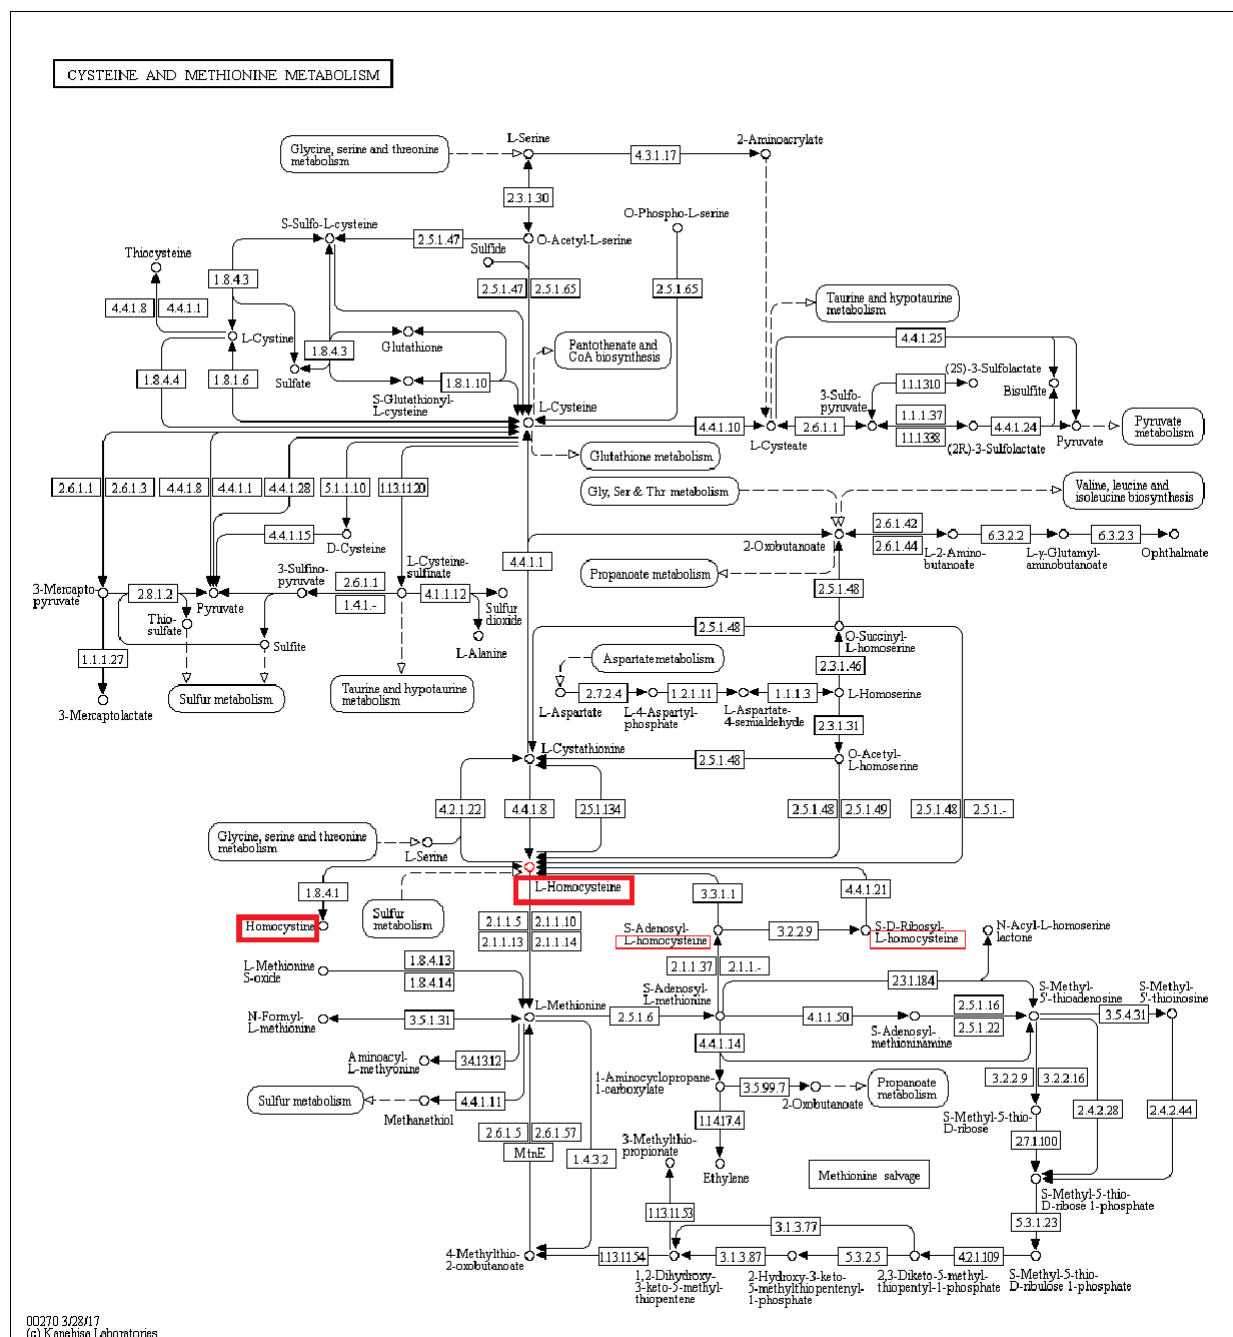 CYSTEINE AND METHIONINE METABOLISM
L-Serine
2-Aminoacrylate
Glycine, serine and threonine
metabolism
4.3.1.17
2.3.1.30
O-Phospho-L-serine
S-Sulfo-L-cysteine
2.5.1.47
O-Acetyl-L-serine
Sulfide
Thiocysteine
1.8.4.3
2.5.1.47
2.5.1.65
2.5.1.65
4.4.1.8
4.4.1.1
Taurine and hypotaurine
metabolism
L-Cystine
1.8.4.3
Glutathione
Pantothenate and
CoA biosynthesis
4.4.1.25
1.8.4.4
1.8.1.6
Sulfate
1.8.1.10
S-Glutathionyl-
L-cysteine
(2S)-3-Sulfolactate
1.1.1.310
Bisulfite
3-Sulfo-
pyruvate
L-Cysteine
4.4.1.10
L-Cysteate
2.6.1.1
1.1.1.37
1.1.1.338
(2R)-3-Sulfolactate
4.4.1.24
Pyruvate
Pyruvate
metabolism
Glutathione metabolism
2.6.1.1
2.6.1.3
4.4.1.8
4.4.1.1
4.4.1.28
5.1.1.10
1.13.11.20
Gly, Ser & Thr metabolism
Valine, leucine and
isoleucine biosynthesis
4.4.1.15
D-Cysteine
2.6.1.42
2.6.1.44
2-Oxobutanoate
L-2-Amino-
butanoate
6.3.2.2
L-γ-Glutamyl-
aminobutanoate
6.3.2.3
Ophthalmate
4.4.1.1
Propanoate metabolism
3-Mercapto-
pyruvate
2.8.1.2
Pyruvate
3-Sulfino-
pyruvate
2.6.1.1
1.4.1.-
L-Cysteine-
sulfinate
4.1.1.12
Sulfur
dioxide
2.5.1.48
Thio-
sulfate
Sulfite
L-Alanine
2.5.1.48
O-Succinyl-
L-homoserine
1.1.1.27
Aspartate metabolism
2.3.1.46
Sulfur metabolism
Taurine and hypotaurine
metabolism
3-Mercaptolactate
L-Aspartate
2.7.2.4
L-4-Aspartyl-
phosphate
1.2.1.11
L-Aspartate-
4-semialdehyde
1.1.1.3
L-Homoserine
2.3.1.31
L-Cystathionine
2.5.1.48
O-Acetyl-
L-homoserine
4.2.1.22
4.4.1.8
2.5.1.134
2.5.1.48
2.5.1.49
2.5.1.48
2.5.1.-
Glycine, serine and threonine
metabolism
L-Serine
L-Homocysteine
1.8.4.1
Sulfur
metabolism
3.3.1.1
4.4.1.21
Homocystine
2.1.1.5
2.1.1.10
2.1.1.13
2.1.1.14
S-Adenosyl-
L-homocysteine
3.2.2.9
S-D-Ribosyl-
L-homocysteine
N-Acyl-L-homoserine
lactone
L-Methionine
S-oxide
1.8.4.13
1.8.4.14
2.1.1.37
2.1.1.-
2.3.1.184
L-Methionine
S-Adenosyl-
L-methionine
S-Methyl-
5'-thioadenosine
S-Methyl-
5'-thioinosine
N-Formyl-
L-methionine
3.5.1.31
2.5.1.6
4.1.1.50
S-Adenosyl-
methioninamine
2.5.1.16
2.5.1.22
3.5.4.31
Aminoacyl-
L-methyonine
3.4.13.12
4.4.1.14
1-Aminocyclopropane-
1-carboxylate
3.5.99.7
2-Oxobutanoate
Propanoate
metabolism
3.2.2.9
3.2.2.16
Sulfur metabolism
Methanethiol
4.4.1.11
S-Methyl-5-thio-
D-ribose
2.4.2.28
2.4.2.44
2.6.1.5
2.6.1.57
MtnE
1.4.3.2
3-Methylthio-
propionate
1.14.17.4
Ethylene
2.7.1.100
Methionine salvage
S-Methyl-5-thio-
D-ribose 1-phosphate
1.13.11.53
3.1.3.77
5.3.1.23
4-Methylthio-
2-oxobutanoate
1.13.11.54
1,2-Dihydroxy-
3-keto-5-methyl-
thiopentene
3.1.3.87
2-Hydroxy-3-keto-
5-methylthiopentenyl-
1-phosphate
5.3.2.5
2,3-Diketo-5-methyl-
thiopentyl-1-phosphate
4.2.1.109
S-Methyl-5-thio-
D-ribulose 1-phosphate
00270 3/28/17
(c) Kanehisa Laboratories